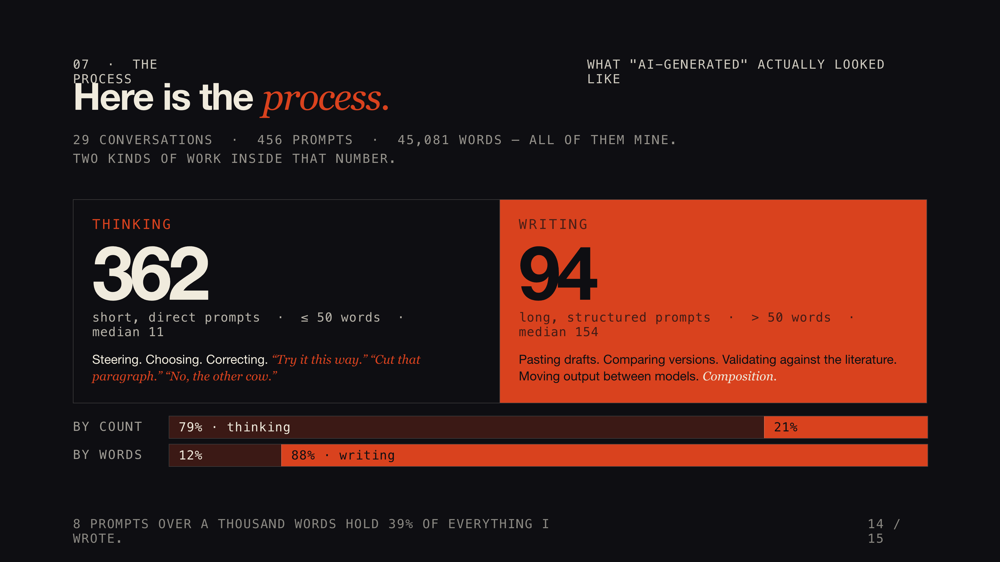 07 · THE
PROCESS
WHAT "AI-GENERATED" ACTUALLY LOOKED
LIKE
Here is the process.
29 CONVERSATIONS · 456 PROMPTS · 45,081 WORDS — ALL OF THEM MINE.
TWO KINDS OF WORK INSIDE THAT NUMBER.
THINKING
362
short, direct prompts · ≤ 50 words ·
median 11
Steering. Choosing. Correcting. “Try it this way.” “Cut that
paragraph.” “No, the other cow.”
WRITING
94
long, structured prompts · > 50 words ·
median 154
Pasting drafts. Comparing versions. Validating against the literature.
Moving output between models. Composition.
BY COUNT
79% · thinking
21%
BY WORDS
12%
88% · writing
8 PROMPTS OVER A THOUSAND WORDS HOLD 39% OF EVERYTHING I
WROTE.
14 /
15